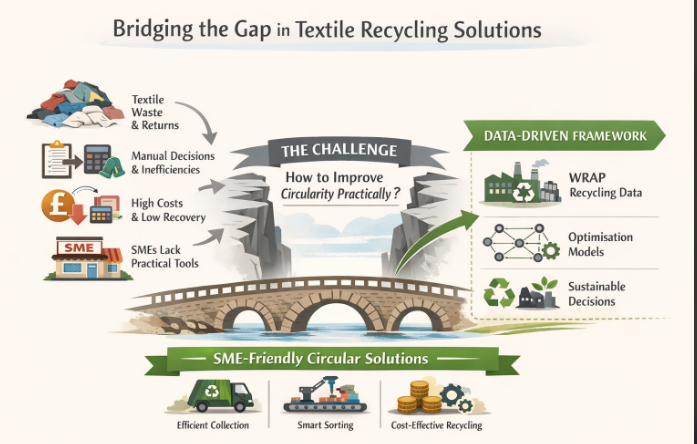 Bridging the Gap in Textile Recycling Solutions
Textile
Waste
& Returns
Manual Decisions
& Inefficiencies
£
High Costs
& Low Recovery
SME
SMEs Lack
Practical Tools
THE CHALLENGE
How to Improve
Circularity Practically?
DATA-DRIVEN FRAMEWORK
WRAP
Recycling Data
Optimisation
Models
Sustainable
Decisions
SME-Friendly Circular Solutions
Efficient Collection
Smart Sorting
Cost-Effective Recycling